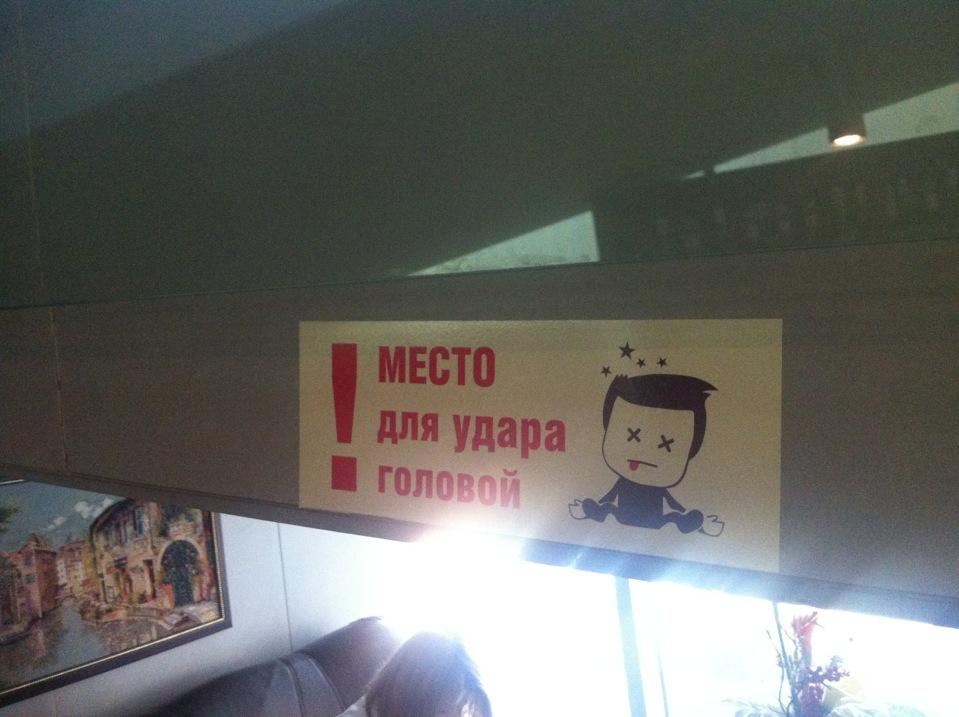 ! МЕСТО
для удара
головой